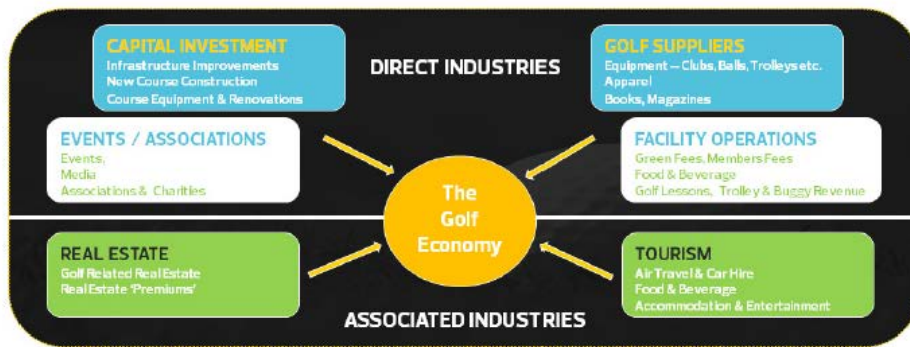 CAPITAL INVESTMENT
Infrastructure Improvements
New Course Construction
Course Equipment & Renovations
DIRECT INDUSTRIES
GOLF SUPPLIERS
Equipment – Clubs, Balls, Trolleys etc.
Apparel
Books, Magazines
EVENTS / ASSOCIATIONS
Events,
Media
Associations & Charities
FACILITY OPERATIONS
Green Fees, Members Fees
Food & Beverage
Golf Lessons, Trolley & Buggy Revenue
The
Golf
Economy
REAL ESTATE
Golf Related Real Estate
Real Estate 'Premiums'
TOURISM
Air Travel & Car Hire
Food & Beverage
Accommodation & Entertainment
ASSOCIATED INDUSTRIES